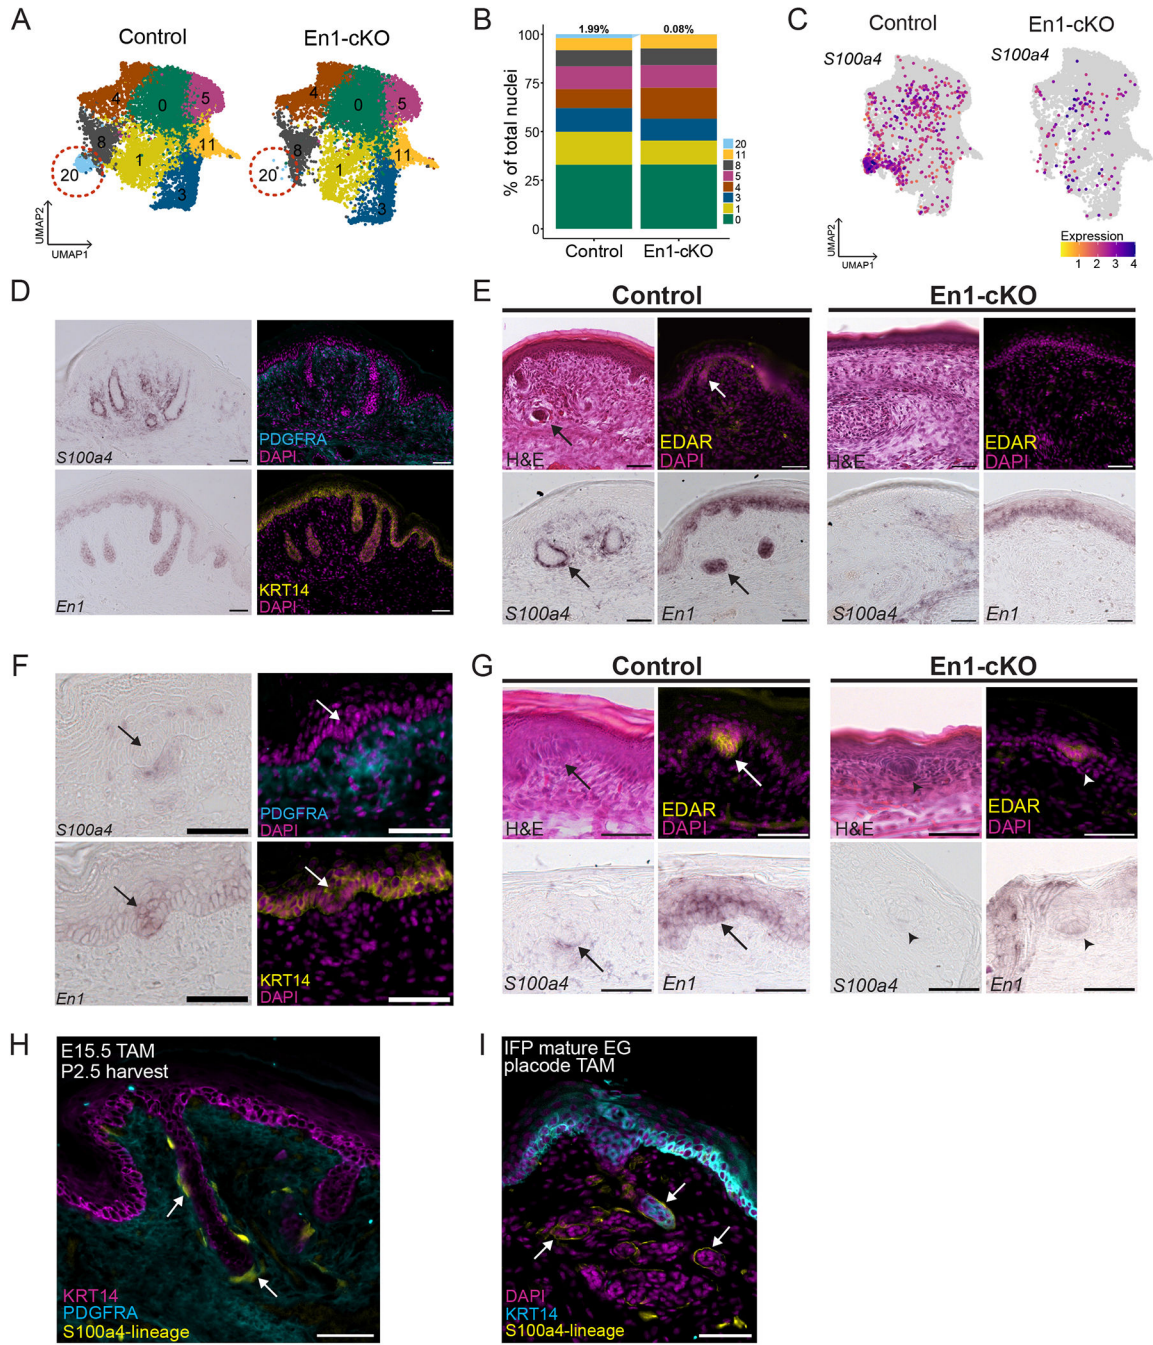 A
Control
En1-cKO
4
0
5
8
1
11
20
3
4
0
5
8
1
11
20
3
UMAP2
UMAP1
B
1.99%
0.08%
100
75
50
25
0
% of total nuclei
Control
En1-cKO
20
11
8
5
4
3
1
0
C
Control
En1-cKO
S100a4
S100a4
UMAP2
UMAP1
Expression
1 2 3 4
D
S100a4
PDGFRA
DAPI
En1
KRT14
DAPI
E
Control
En1-cKO
H&E
EDAR
DAPI
H&E
EDAR
DAPI
S100a4
En1
S100a4
En1
F
S100a4
PDGFRA
DAPI
En1
KRT14
DAPI
G
Control
En1-cKO
H&E
EDAR
DAPI
H&E
EDAR
DAPI
S100a4
En1
S100a4
En1
H
E15.5 TAM
P2.5 harvest
KRT14
PDGFRA
S100a4-lineage
I
IFP mature EG
placode TAM
DAPI
KRT14
S100a4-lineage